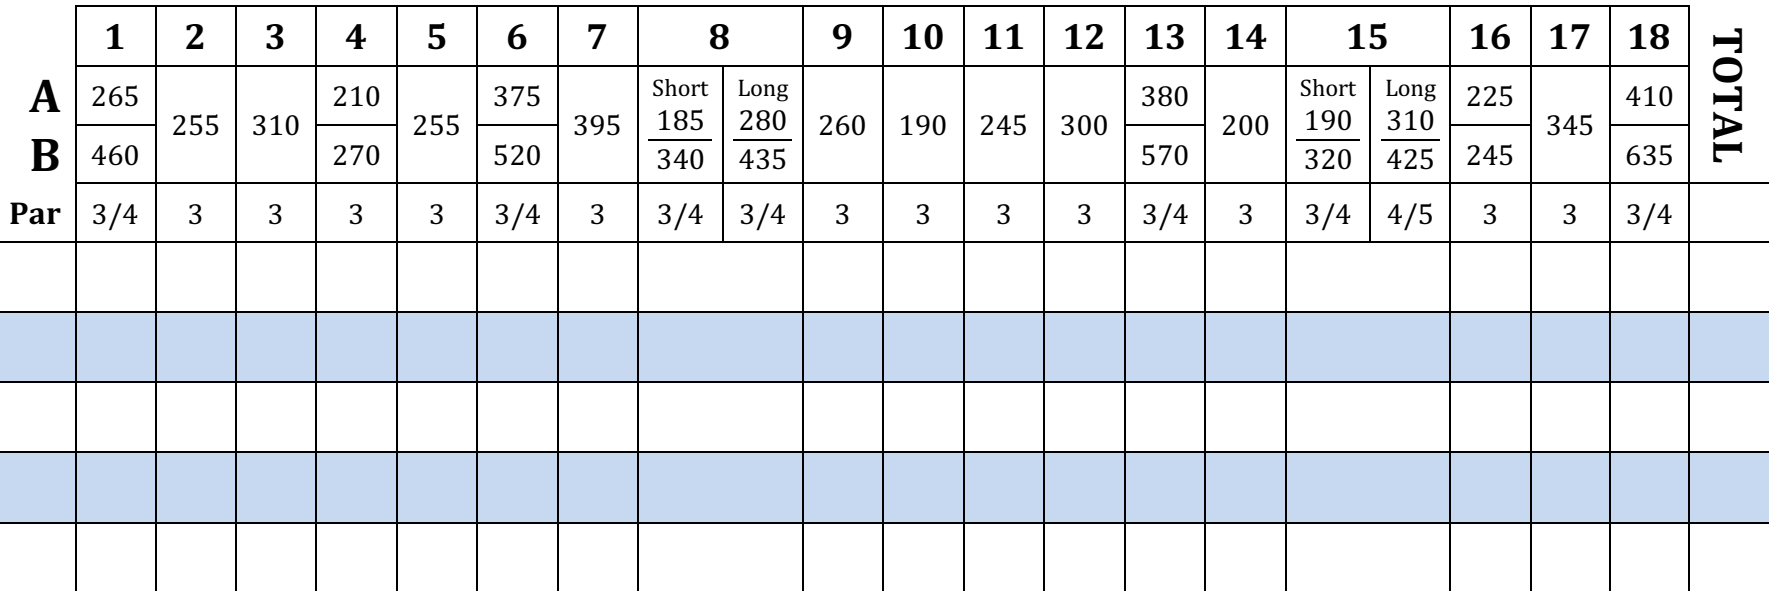 1 2 3 4 5 6 7 8 9 10 11 12 13 14 15 16 17 18 TOTAL
A 265 255 310 210 255 375 395 Short 185 Long 280 260 190 245 300 380 200 Short 190 Long 310 225 345 410
B 460 270 520 340 435 570 320 425 245 635
Par 3/4 3 3 3 3 3/4 3 3/4 3/4 3 3 3 3 3/4 3 3/4 4/5 3 3 3/4